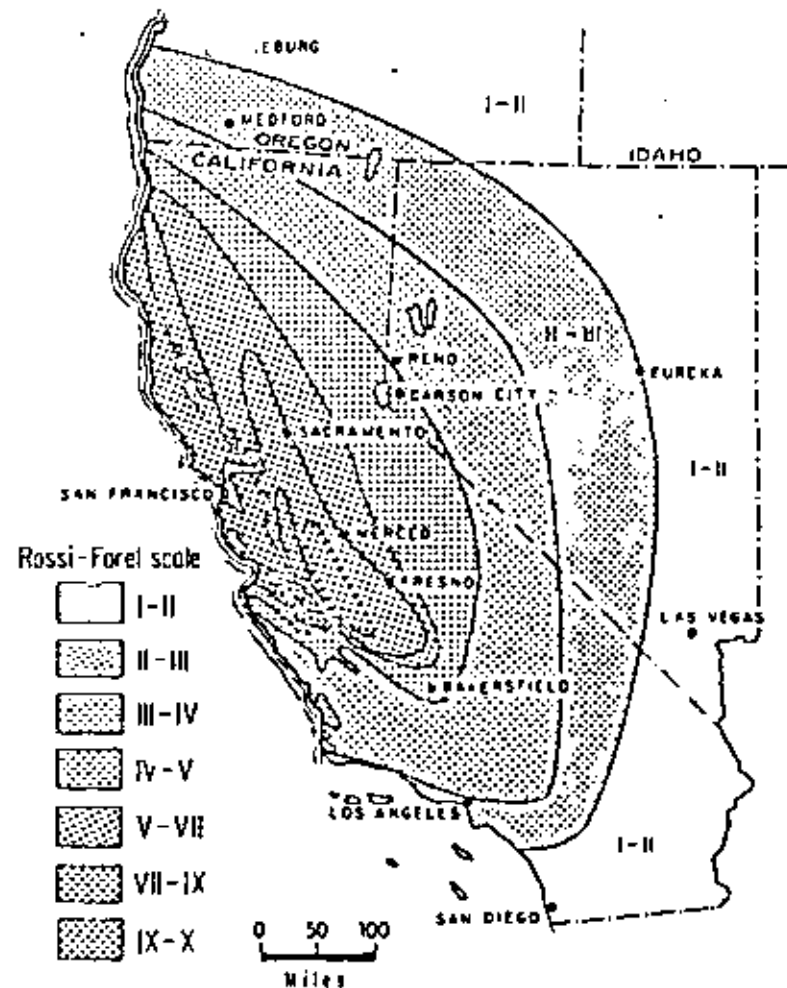 .EBURG
I-II
MEDFORD
OREGON
CALIFORNIA
IDAHO
II-III
RENO
EUREKA
CARSON CITY
SACRAMENTO
I-II
SAN FRANCISCO
MERCED
Rossi-Forel scale
FRESNO
I-II
LAS VEGAS
II-III
BAKERSFIELD
III-IV
IV-V
LOS ANGELES
V-VII
I-II
VII-IX
SAN DIEGO
IX-X
0 50 100
Miles